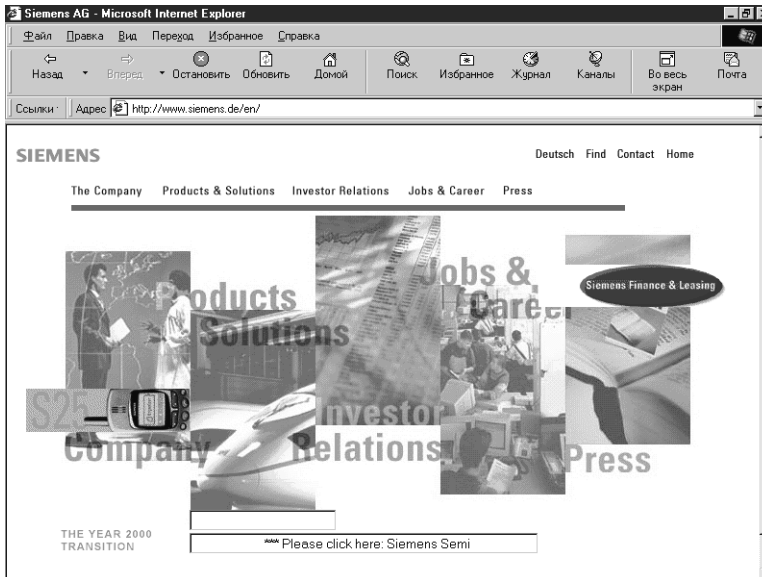 Siemens AG - Microsoft Internet Explorer
Файл Правка Вид Переход Избранное Справка
Назад Вперед Остановить Обновить Домой Поиск Избранное Журнал Каналы Во весь экран Почта
Ссылки Адрес http://www.siemens.de/en/
SIEMENS
Deutsch Find Contact Home
The Company Products & Solutions Investor Relations Jobs & Career Press
Products
Solutions
Jobs &
Career
Siemens Finance & Leasing
S25
Company
Investor
Relations
Press
THE YEAR 2000
TRANSITION
*** Please click here: Siemens Semi